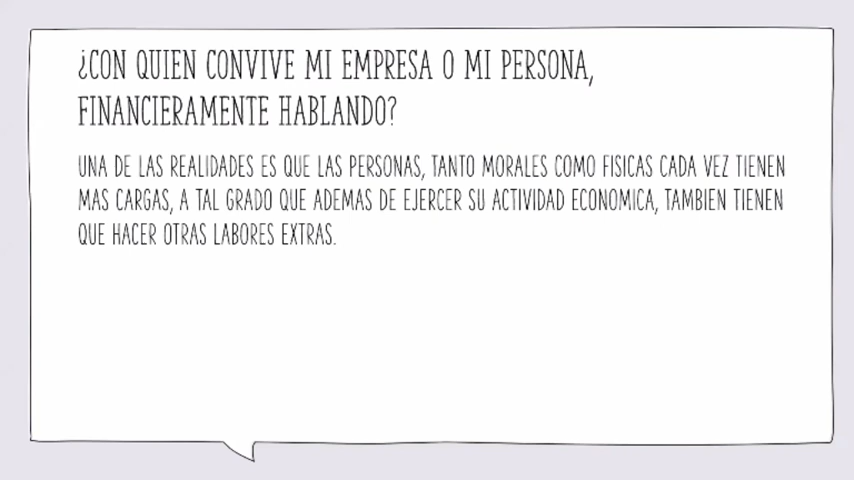 ¿CON QUIEN CONVIVE MI EMPRESA O MI PERSONA,
FINANCIERAMENTE HABLANDO?
UNA DE LAS REALIDADES ES QUE LAS PERSONAS, TANTO MORALES COMO FISICAS CADA VEZ TIENEN
MAS CARGAS, A TAL GRADO QUE ADEMAS DE EJERCER SU ACTIVIDAD ECONOMICA, TAMBIEN TIENEN
QUE HACER OTRAS LABORES EXTRAS.